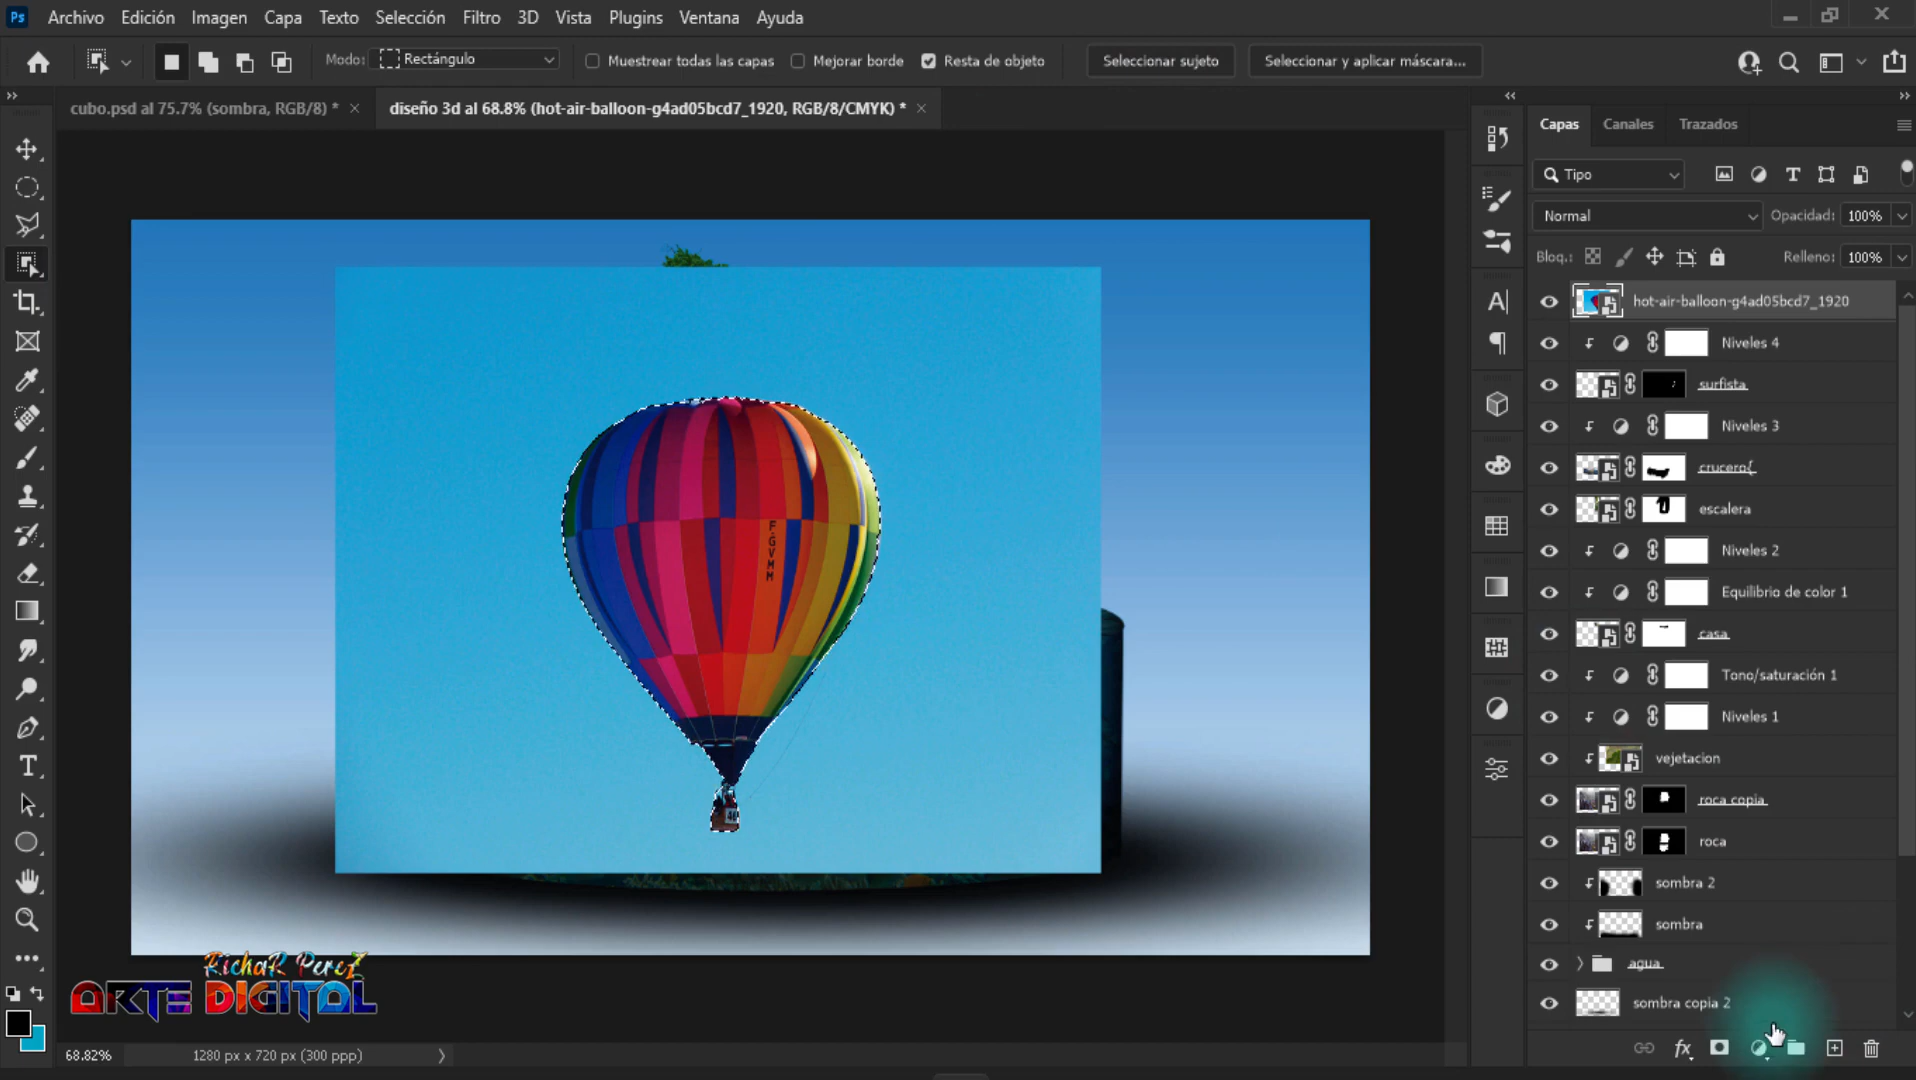 Ps Archivo Edición Imagen Capa Texto Selección Filtro 3D Vista Plugins Ventana Ayuda
Modo: Rectángulo Muestrear todas las capas Mejorar borde Resta de objeto Seleccionar sujeto Seleccionar y aplicar máscara...
cubo.psd al 75.7% (sombra, RGB/8) * diseño 3d al 68.8% (hot-air-balloon-g4ad05bcd7_1920, RGB/8/CMYK) *
Capas Canales Trazados
Tipo
Normal Opacidad: 100%
Bloq.: Relleno: 100%
hot-air-balloon-g4ad05bcd7_1920
Niveles 4
surfista
Niveles 3
crucero{
escalera
Niveles 2
Equilibrio de color 1
casa
Tono/saturación 1
Niveles 1
vejetacion
roca copia
roca
sombra 2
sombra
agua
sombra copia 2
fx
F-GVMM
RichaR PereZ
ARTE DIGITAL
68.82% 1280 px x 720 px (300 ppp)